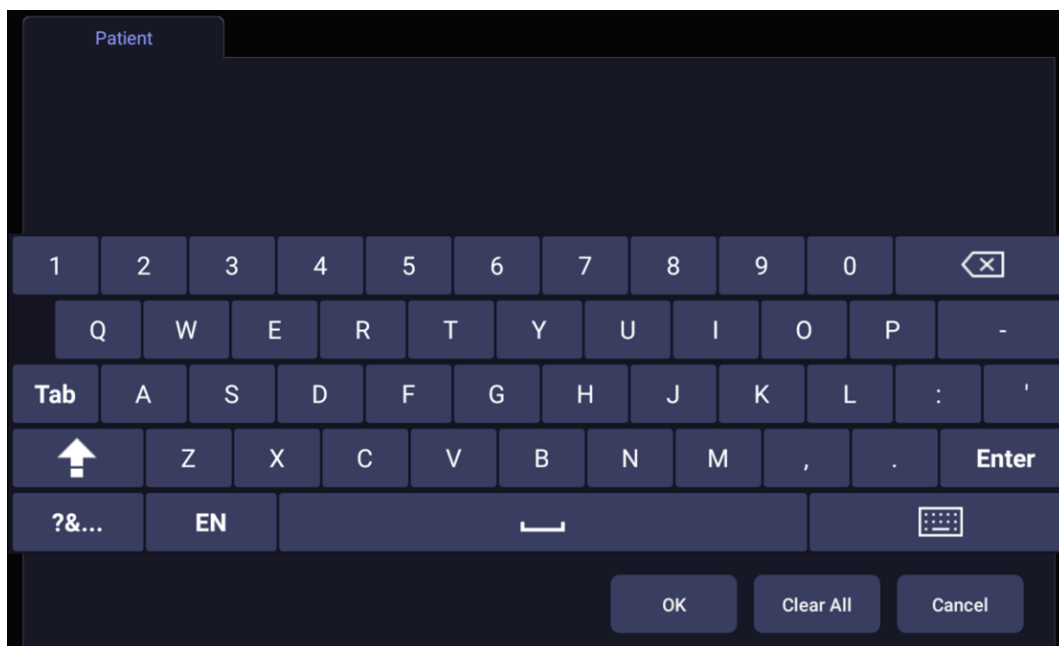 Patient
1 2 3 4 5 6 7 8 9 0
Q W E R T Y U I O P -
Tab A S D F G H J K L : '
Z X C V B N M , . Enter
?&... EN
OK Clear All Cancel